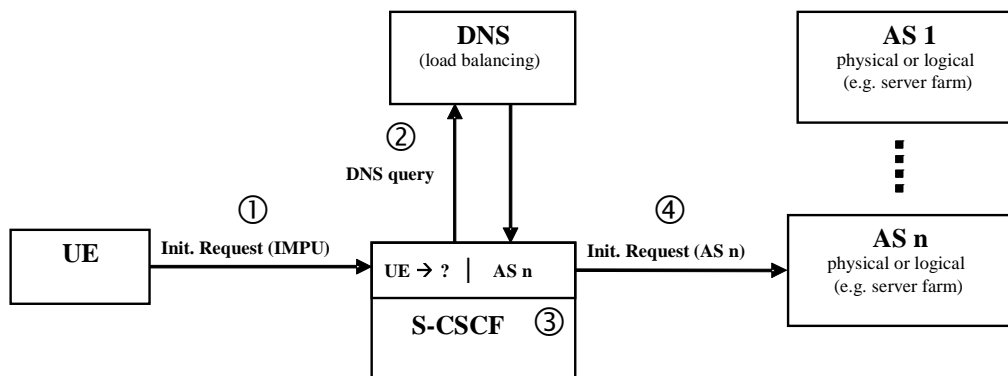 DNS
(load balancing)
AS 1
physical or logical
(e.g. server farm)
②
DNS query
①
④
UE
Init. Request (IMPU)
UE → ? | AS n
Init. Request (AS n)
AS n
physical or logical
(e.g. server farm)
S-CSCF
③